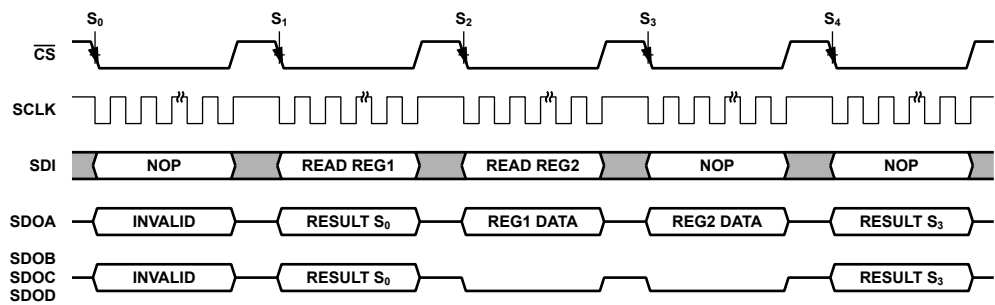 S0 S1 S2 S3 S4
CS
SCLK
SDI NOP READ REG1 READ REG2 NOP NOP
SDOA INVALID RESULT S0 REG1 DATA REG2 DATA RESULT S3
SDOB
SDOC INVALID RESULT S0 RESULT S3
SDOD